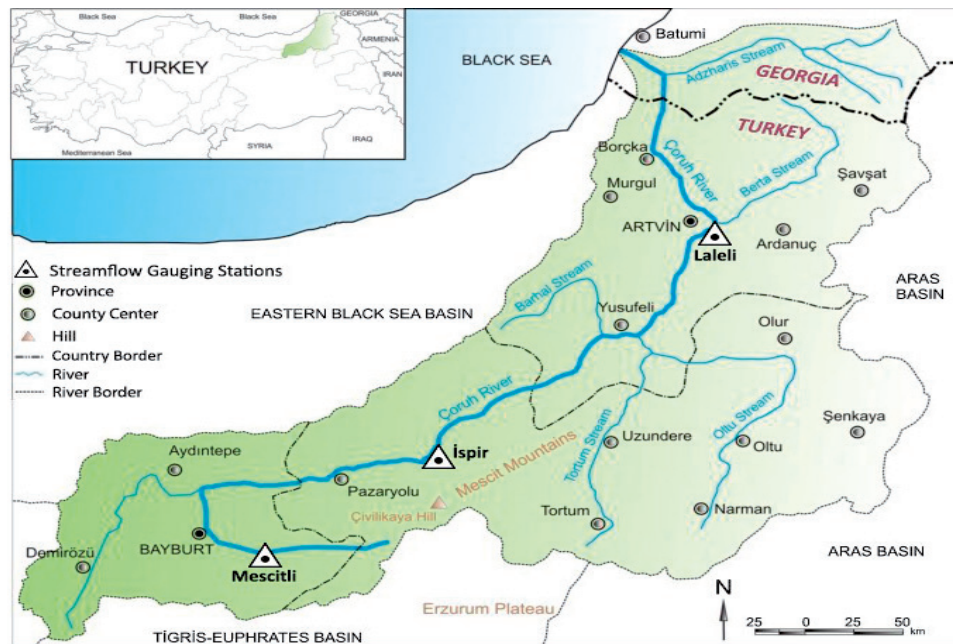 Black Sea
Black Sea
GEORGIA
ARMENIA
IRAN
TURKEY
IRAQ
SYRIA
Mediterranean Sea
BLACK SEA
Batumi
Adzharis Stream
GEORGIA
TURKEY
Borçka
Çoruh River
Berta Stream
Şavşat
Murgul
ARTVİN
Ardanuç
Laleli
Streamflow Gauging Stations
Province
County Center
Hill
Country Border
River
River Border
ARAS
BASIN
Barhal Stream
EASTERN BLACK SEA BASIN
Yusufeli
Olur
Çoruh River
Şenkaya
Uzundere
Oltu Stream
Oltu
Tortum Stream
Aydıntepe
İspir
Mescit Mountains
Pazaryolu
Çivilikaya Hill
Tortum
Narman
BAYBURT
Demirözü
Mescitli
ARAS BASIN
Erzurum Plateau
N
TİGRİS-EUPHRATES BASIN
25 0 25 50
km